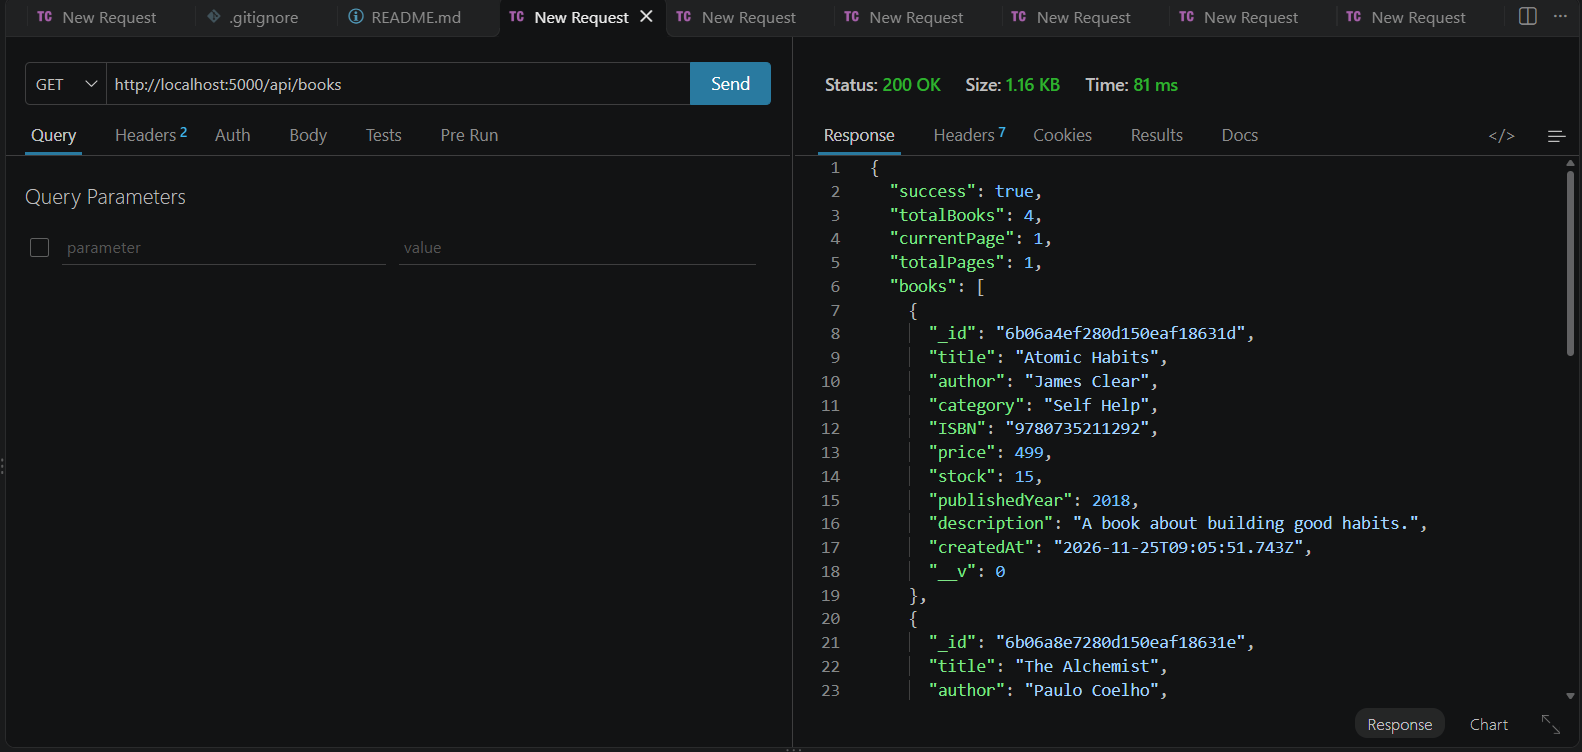 TC New Request
.gitignore
README.md
TC New Request
TC New Request
TC New Request
TC New Request
TC New Request
TC New Request
GET
http://localhost:5000/api/books
Send
Query
Headers 2
Auth
Body
Tests
Pre Run
Query Parameters
parameter
value
Status: 200 OK
Size: 1.16 KB
Time: 81 ms
Response
Headers 7
Cookies
Results
Docs
</>
1 {
2 "success": true,
3 "totalBooks": 4,
4 "currentPage": 1,
5 "totalPages": 1,
6 "books": [
7 {
8 "_id": "6b06a4ef280d150eaf18631d",
9 "title": "Atomic Habits",
10 "author": "James Clear",
11 "category": "Self Help",
12 "ISBN": "9780735211292",
13 "price": 499,
14 "stock": 15,
15 "publishedYear": 2018,
16 "description": "A book about building good habits.",
17 "createdAt": "2026-11-25T09:05:51.743Z",
18 "__v": 0
19 },
20 {
21 "_id": "6b06a8e7280d150eaf18631e",
22 "title": "The Alchemist",
23 "author": "Paulo Coelho",
Response
Chart